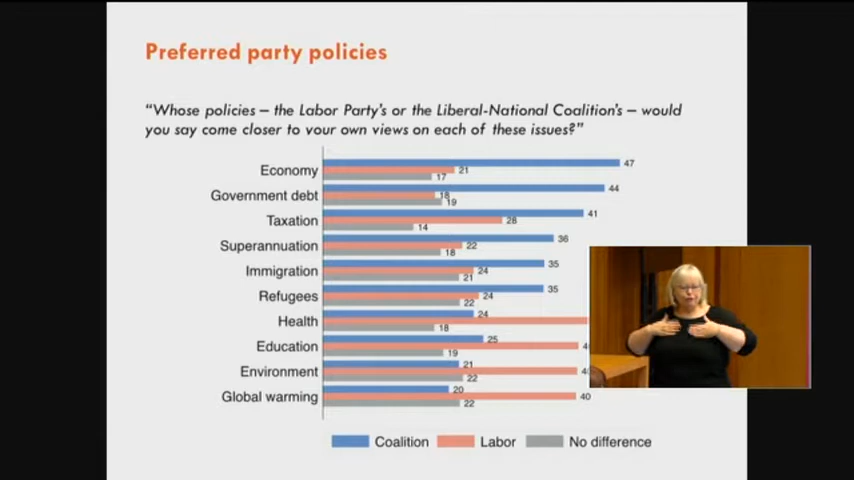 Preferred party policies
“Whose policies – the Labor Party's or the Liberal-National Coalition's – would
you say come closer to your own views on each of these issues?”
Economy 47
21
17
Government debt 44
18
19
Taxation 41
28
14
Superannuation 36
22
18
Immigration 35
24
21
Refugees 35
24
22
Health 24
18
Education 25
19
Environment 21
22
Global warming 20
40
22
Coalition Labor No difference